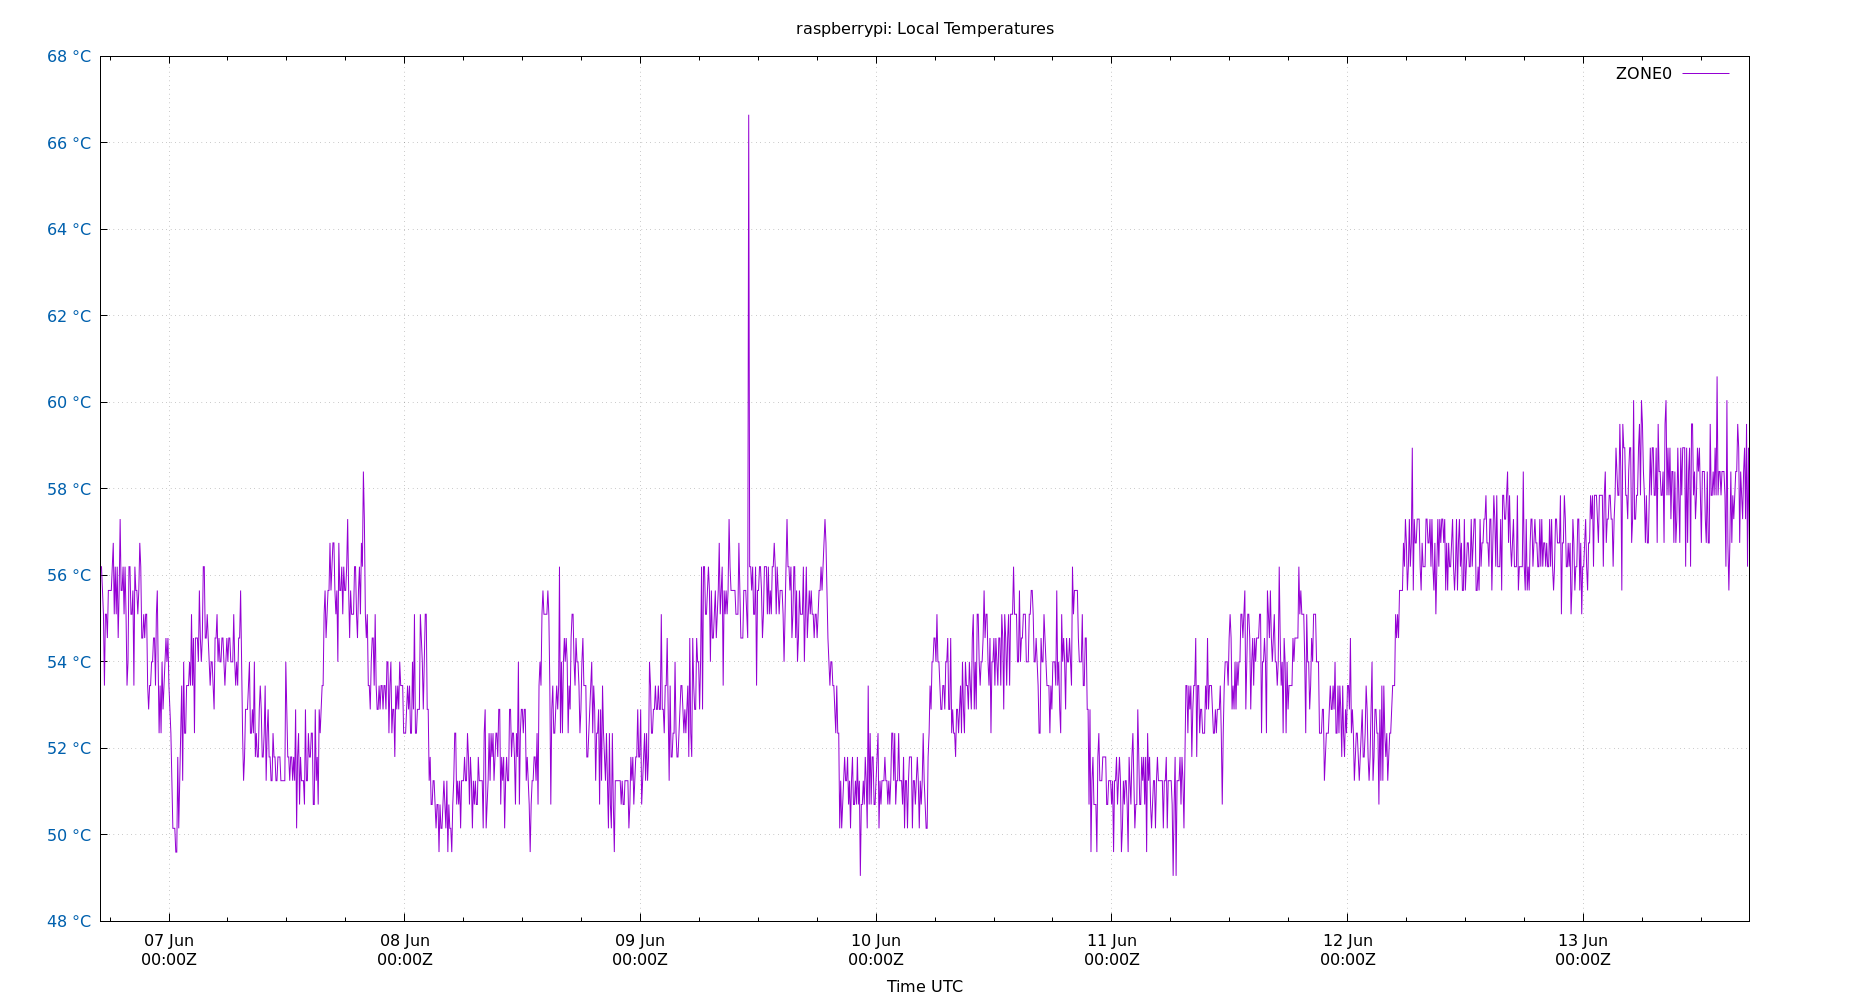 raspberrypi: Local Temperatures
ZONE0
68 °C
66 °C
64 °C
62 °C
60 °C
58 °C
56 °C
54 °C
52 °C
50 °C
48 °C
07 Jun 08 Jun 09 Jun 10 Jun 11 Jun 12 Jun 13 Jun
00:00Z 00:00Z 00:00Z 00:00Z 00:00Z 00:00Z 00:00Z
Time UTC